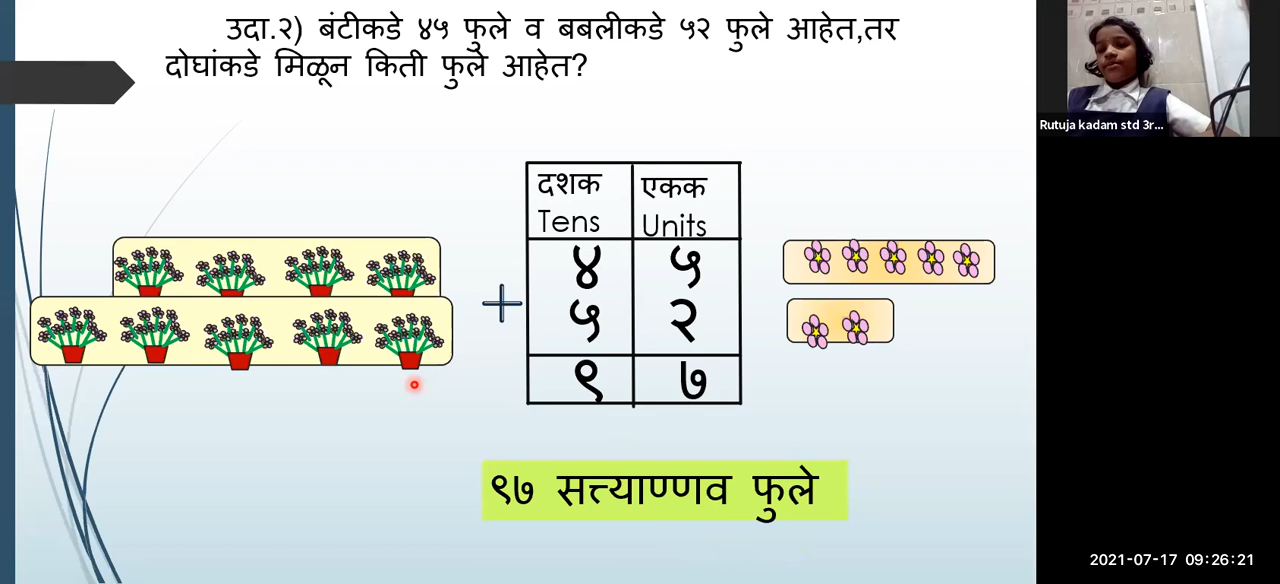 उदा.२) बंटीकडे ४५ फुले व बबलीकडे ५२ फुले आहेत,तर
दोघांकडे मिळून किती फुले आहेत?
Rutuja kadam std 3r...
दशक एकक
Tens Units
४ ५
+
५ २
९ ७
९७ सत्त्याण्णव फुले
2021-07-17 09:26:21